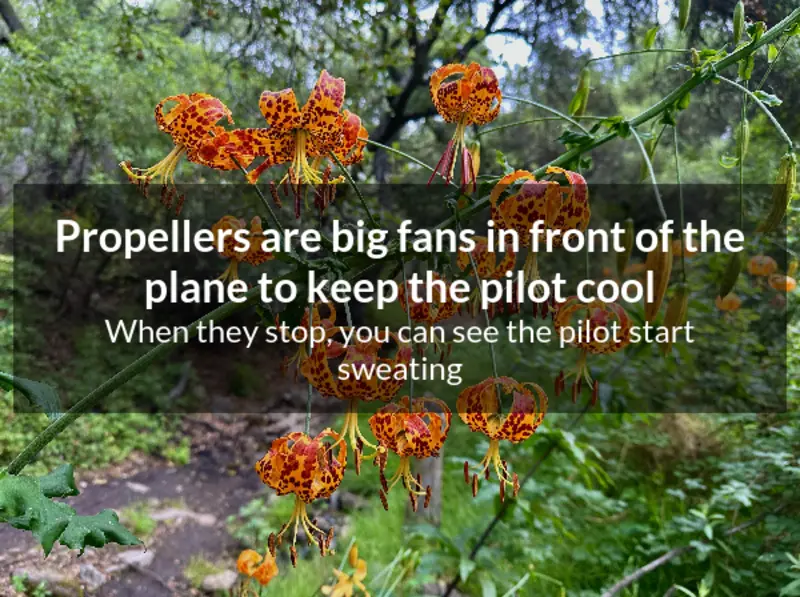 Propellers are big fans in front of the
plane to keep the pilot cool
When they stop, you can see the pilot start
sweating